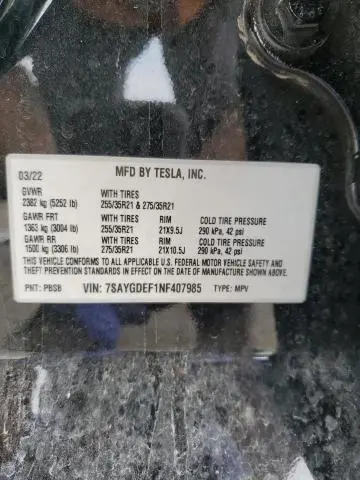 03/22 MFD BY TESLA, INC.
GVWR WITH TIRES
2382 kg (5252 lb) 255/35R21 & 275/35R21
GAWR FRT WITH TIRES RIM COLD TIRE PRESSURE
1363 kg (3004 lb) 255/35R21 21X9.5J 290 kPa, 42 psi
GAWR RR WITH TIRES RIM COLD TIRE PRESSURE
1500 kg (3306 lb) 275/35R21 21X10.5J 290 kPa, 42 psi
THIS VEHICLE CONFORMS TO ALL APPLICABLE U.S. FEDERAL MOTOR VEHICLE SAFETY AND
THEFT PREVENTION STANDARDS IN EFFECT ON THE DATE OF MANUFACTURE SHOWN ABOVE.
PNT: PBSB VIN: 7SAYGDEF1NF407985 TYPE: MPV